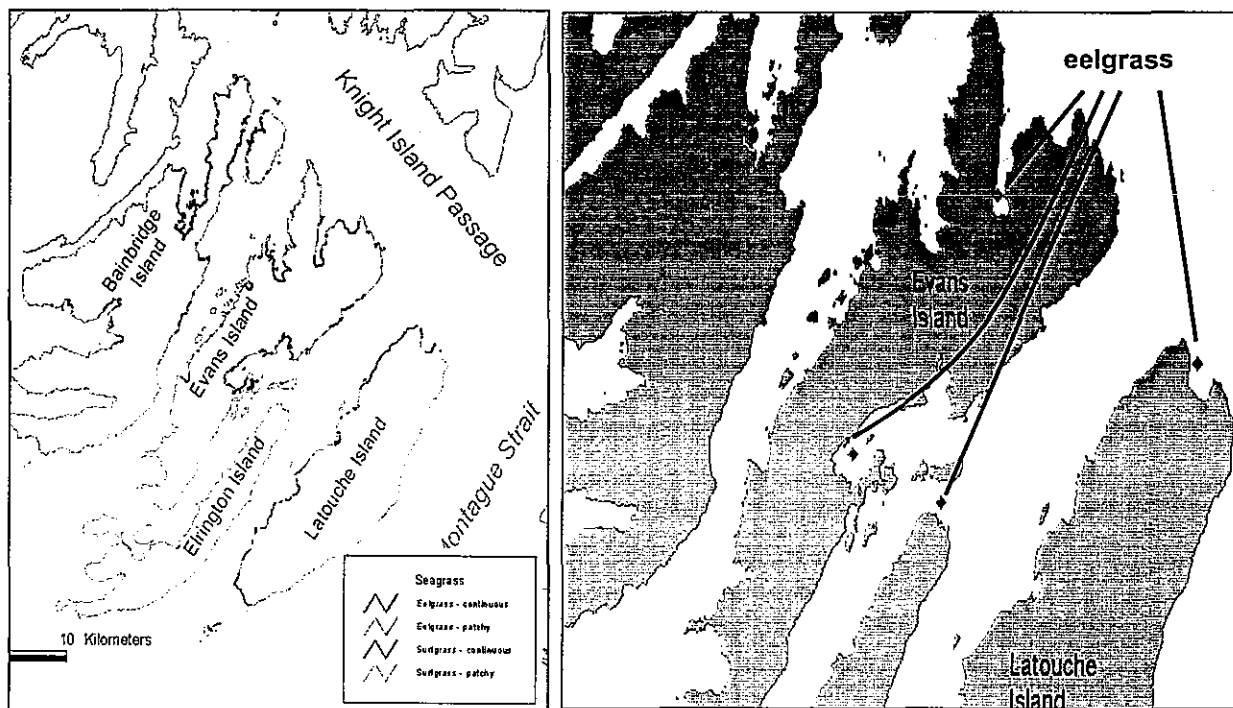 Knight Island Passage
Bainbridge
Island
Evans Island
Elrington Island
Latouche Island
Montague Strait
10 Kilometers
Seagrass
Eelgrass - continuous
Eelgrass - patchy
Surfgrass - continuous
Surfgrass - patchy
eelgrass
Evans
Island
Latouche
Island